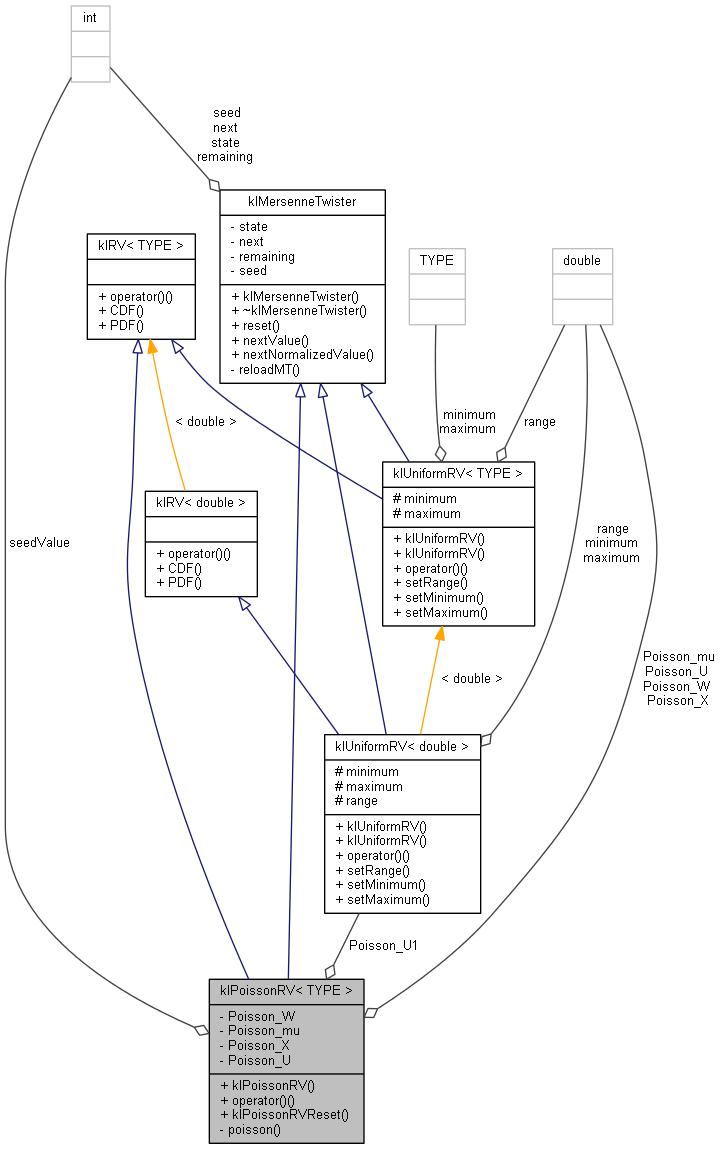 int
seed
next
state
remaining
klMersenneTwister
- state
- next
- remaining
- seed
+ klMersenneTwister()
+ ~klMersenneTwister()
+ reset()
+ nextValue()
+ nextNormalizedValue()
- reloadMT()
klRV< TYPE >
+ operator()()
+ CDF()
+ PDF()
TYPE
double
< double >
minimum
maximum
range
klUniformRV< TYPE >
# minimum
# maximum
+ klUniformRV()
+ klUniformRV()
+ operator()()
+ setRange()
+ setMinimum()
+ setMaximum()
klRV< double >
+ operator()()
+ CDF()
+ PDF()
seedValue
range
minimum
maximum
< double >
Poisson_mu
Poisson_U
Poisson_W
Poisson_X
klUniformRV< double >
# minimum
# maximum
# range
+ klUniformRV()
+ klUniformRV()
+ operator()()
+ setRange()
+ setMinimum()
+ setMaximum()
Poisson_U1
klPoissonRV< TYPE >
- Poisson_W
- Poisson_mu
- Poisson_X
- Poisson_U
+ klPoissonRV()
+ operator()()
+ klPoissonRVReset()
- poisson()